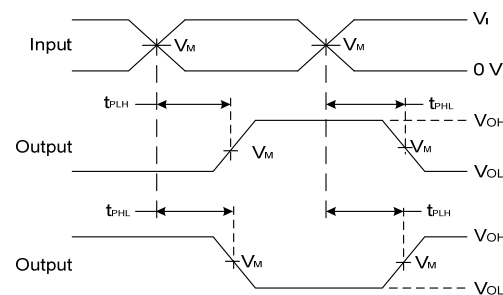 VI
Input VM VM
0 V
tPLH tPHL
VOH
Output VM VM
VOL
tPHL tPLH
VOH
Output VM VM
VOL